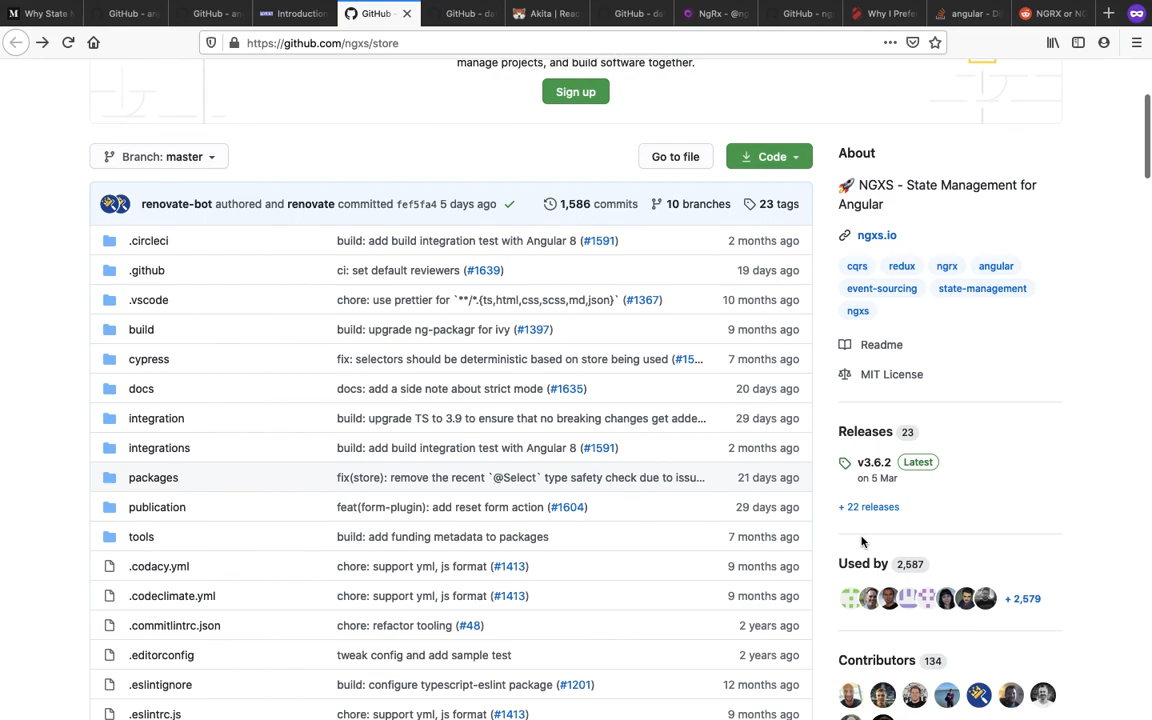 Why State M
GitHub - an
GitHub - an
Introduction
GitHub -
GitHub - da
Akita | Rea
GitHub - da
NgRx - @ng
GitHub - ng
Why I Prefe
angular - Di
NGRX or NG
https://github.com/ngxs/store
manage projects, and build software together.
Sign up
Branch: master
Go to file
Code
About
🚀 NGXS - State Management for
Angular
renovate-bot authored and renovate committed fef5fa4 5 days ago
1,586 commits
10 branches
23 tags
ngxs.io
.circleci build: add build integration test with Angular 8 (#1591) 2 months ago
cqrs redux ngrx angular
.github ci: set default reviewers (#1639) 19 days ago
event-sourcing state-management
.vscode chore: use prettier for `**/*.{ts,html,css,scss,md,json}` (#1367) 10 months ago
ngxs
build build: upgrade ng-packagr for ivy (#1397) 9 months ago
Readme
cypress fix: selectors should be deterministic based on store being used (#15... 7 months ago
MIT License
docs docs: add a side note about strict mode (#1635) 20 days ago
integration build: upgrade TS to 3.9 to ensure that no breaking changes get adde... 29 days ago
Releases 23
integrations build: add build integration test with Angular 8 (#1591) 2 months ago
v3.6.2 Latest
packages fix(store): remove the recent `@Select` type safety check due to issu... 21 days ago
on 5 Mar
publication feat(form-plugin): add reset form action (#1604) 29 days ago
+ 22 releases
tools build: add funding metadata to packages 7 months ago
.codacy.yml chore: support yml, js format (#1413) 9 months ago
Used by 2,587
.codeclimate.yml chore: support yml, js format (#1413) 9 months ago
+ 2,579
.commitlintrc.json chore: refactor tooling (#48) 2 years ago
.editorconfig tweak config and add sample test 2 years ago
Contributors 134
.eslintignore build: configure typescript-eslint package (#1201) 12 months ago
.eslintrc.js chore: support yml, js format (#1413) 9 months ago